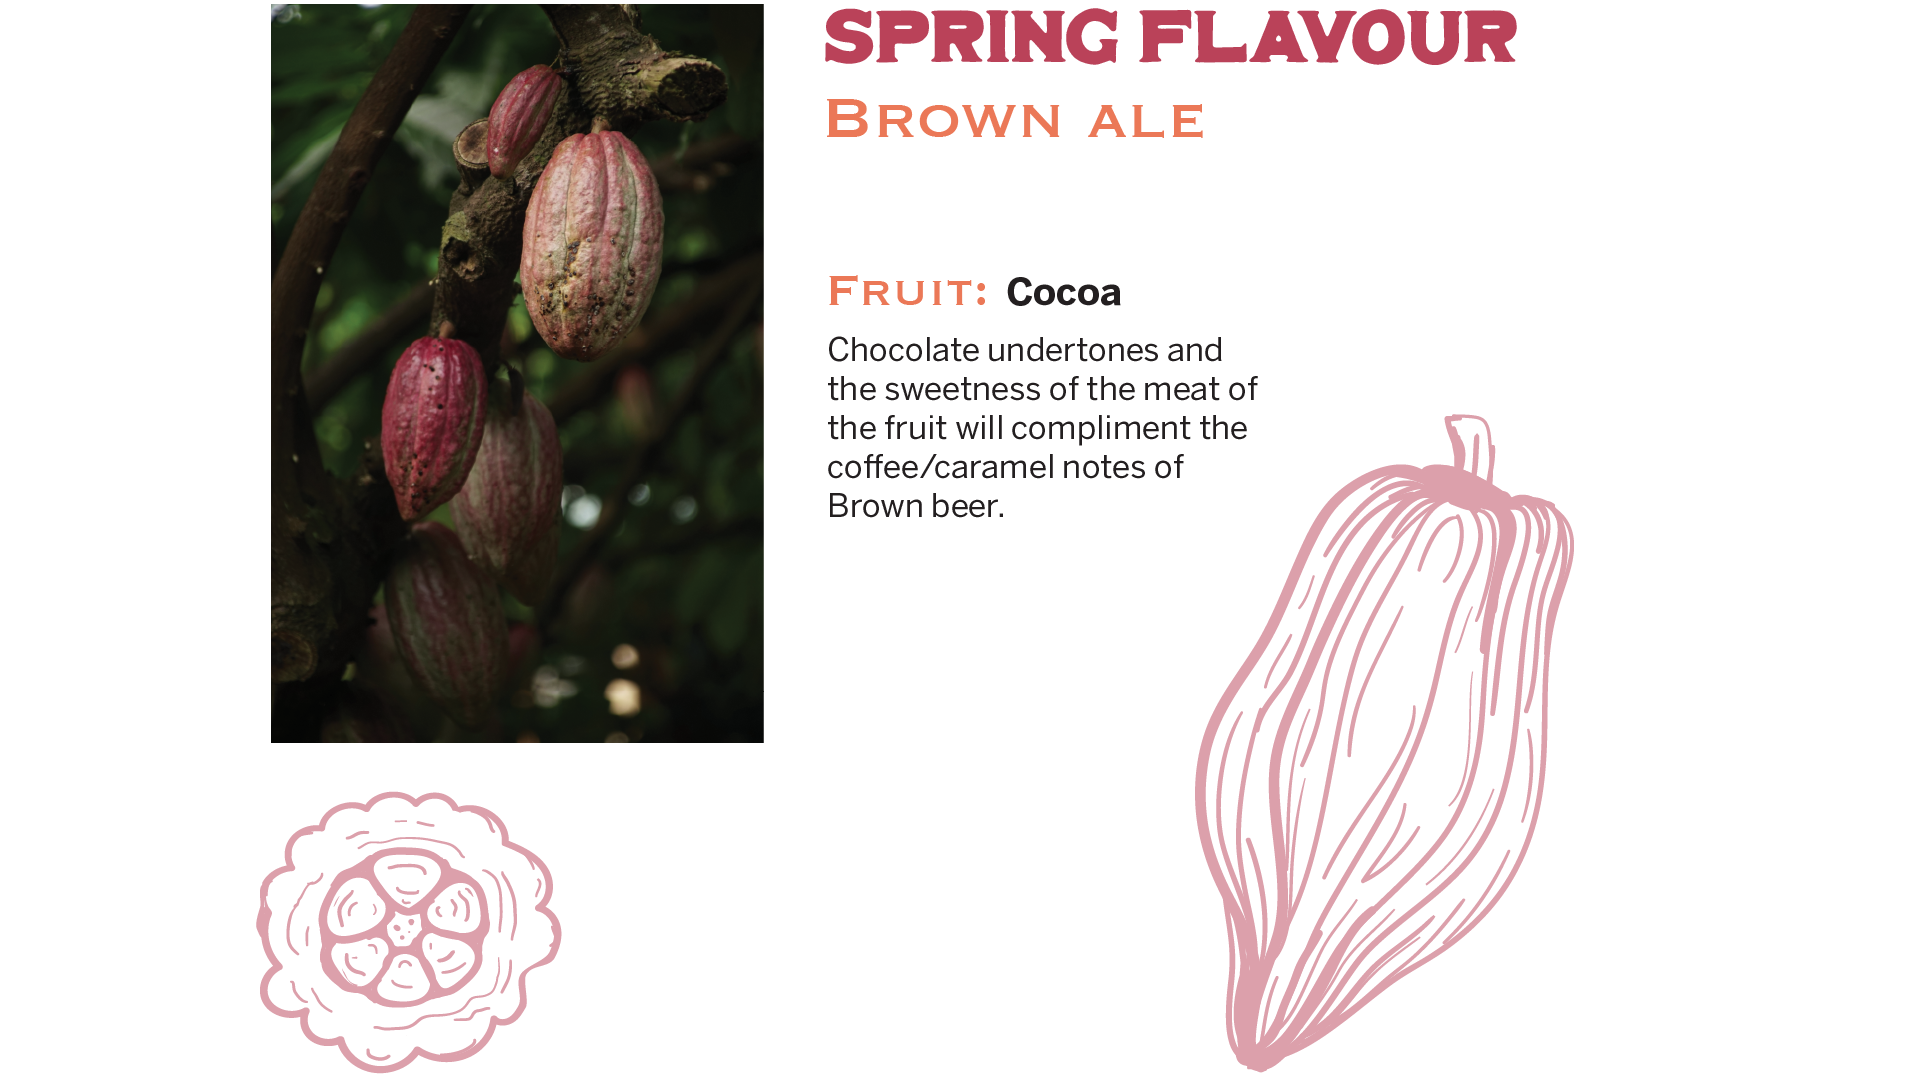 SPRING FLAVOUR
BROWN ALE
FRUIT: Cocoa
Chocolate undertones and
the sweetness of the meat of
the fruit will compliment the
coffee/caramel notes of
Brown beer.